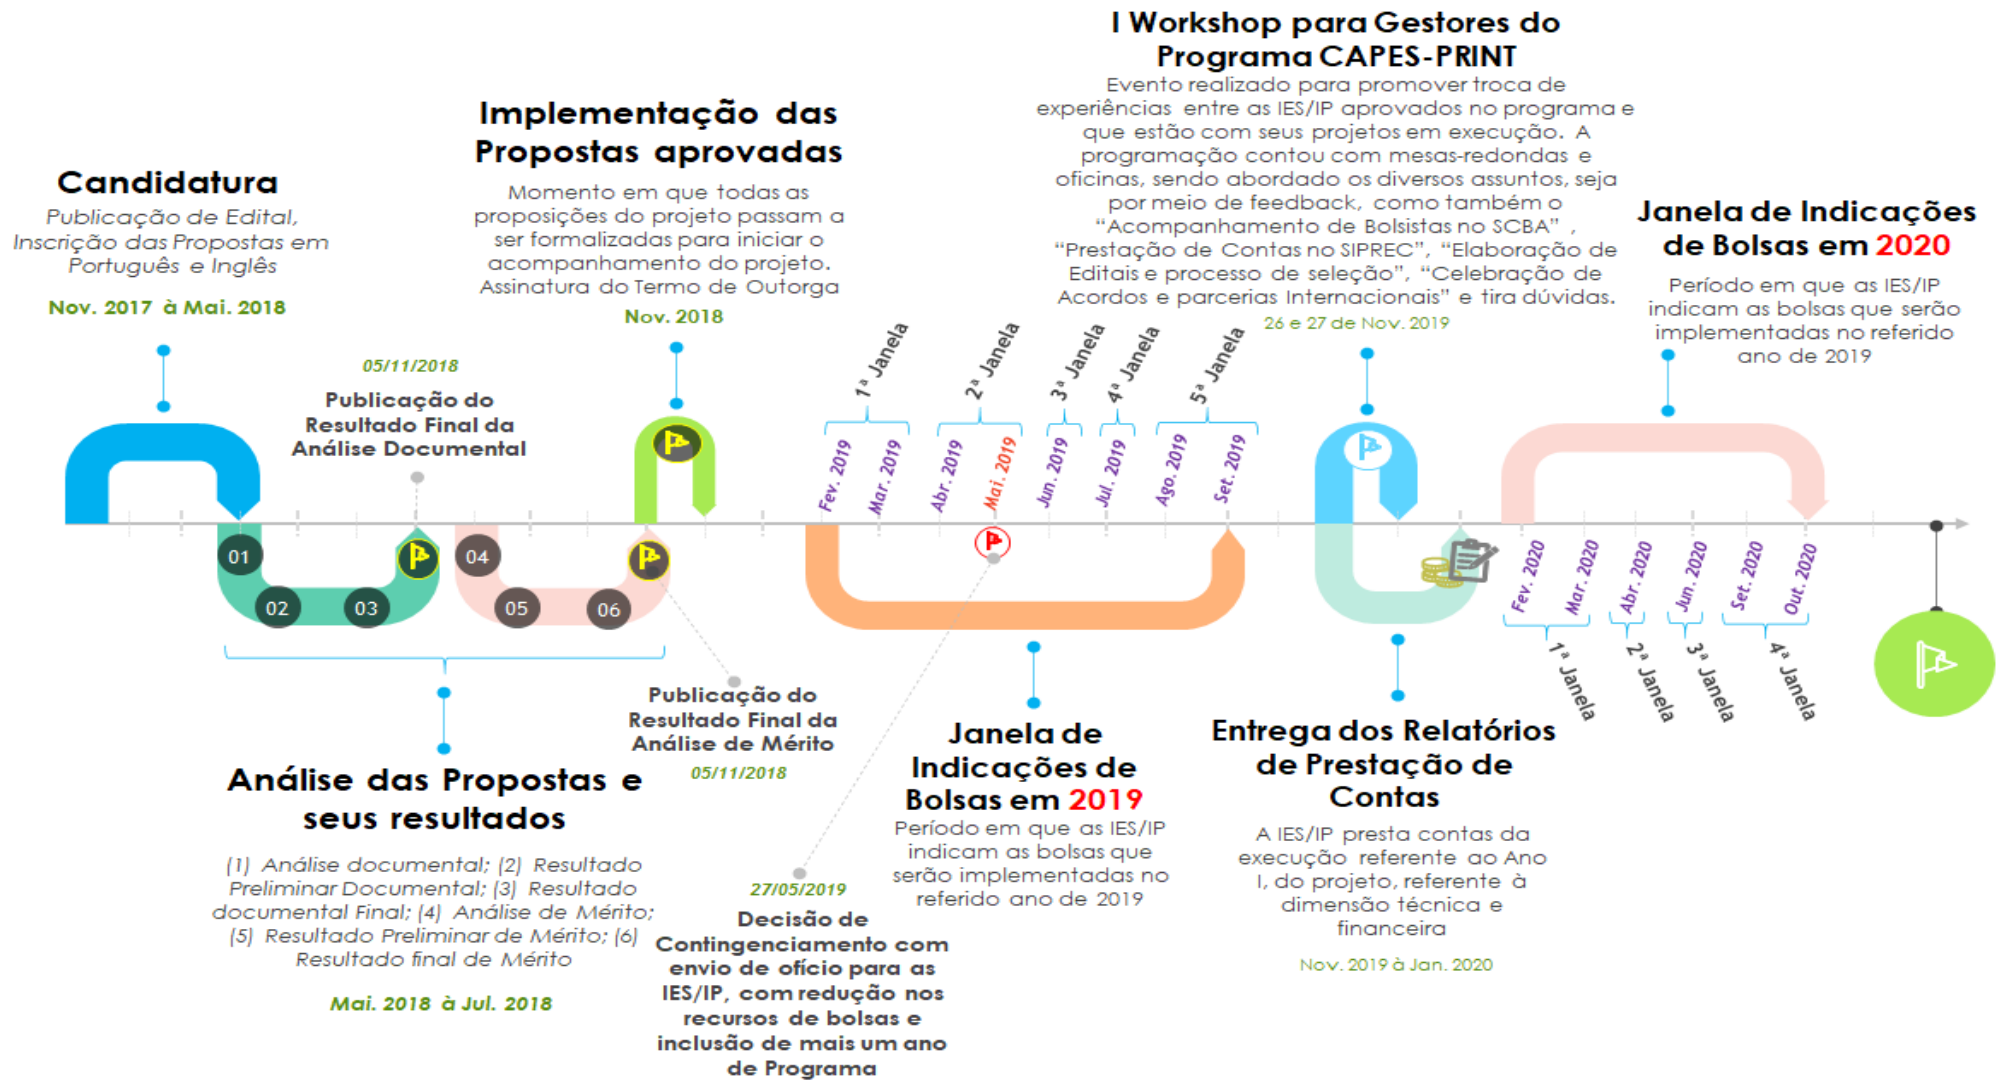 Candidatura
Publicação de Edital,
Inscrição das Propostas em
Português e Inglês
Nov. 2017 à Mai. 2018
05/11/2018
Publicação do
Resultado Final da
Análise Documental
Implementação das
Propostas aprovadas
Momento em que todas as
proposições do projeto passam a
ser formalizadas para iniciar o
acompanhamento do projeto.
Assinatura do Termo de Outorga
Nov. 2018
I Workshop para Gestores do
Programa CAPES-PRINT
Evento realizado para promover troca de
experiências entre as IES/IP aprovados no programa e
que estão com seus projetos em execução. A
programação contou com mesas-redondas e
oficinas, sendo abordado os diversos assuntos, seja
por meio de feedback, como também o
“Acompanhamento de Bolsistas no SCBA” ,
“Prestação de Contas no SIPREC”, “Elaboração de
Editais e processo de seleção”, “Celebração de
Acordos e parcerias Internacionais” e tira dúvidas.
26 e 27 de Nov. 2019
Janela de Indicações
de Bolsas em 2020
Período em que as IES/IP
indicam as bolsas que serão
implementadas no referido
ano de 2019
1ª Janela
2ª Janela
3ª Janela
4ª Janela
5ª Janela
Fev. 2019
Mar. 2019
Abr. 2019
Mai. 2019
Jun. 2019
Jul. 2019
Ago. 2019
Set. 2019
01
02
03
04
05
06
Fev. 2020
Mar. 2020
Abr. 2020
Jun. 2020
Set. 2020
Out. 2020
1ª Janela
2ª Janela
3ª Janela
4ª Janela
Análise das Propostas e
seus resultados
(1) Análise documental; (2) Resultado
Preliminar Documental; (3) Resultado
documental Final; (4) Análise de Mérito;
(5) Resultado Preliminar de Mérito; (6)
Resultado final de Mérito
Mai. 2018 à Jul. 2018
Publicação do
Resultado Final da
Análise de Mérito
05/11/2018
27/05/2019
Decisão de
Contingenciamento com
envio de ofício para as
IES/IP, com redução nos
recursos de bolsas e
inclusão de mais um ano
de Programa
Janela de
Indicações de
Bolsas em 2019
Período em que as IES/IP
indicam as bolsas que
serão implementadas no
referido ano de 2019
Entrega dos Relatórios
de Prestação de
Contas
A IES/IP presta contas da
execução referente ao Ano
I, do projeto, referente à
dimensão técnica e
financeira
Nov. 2019 à Jan. 2020